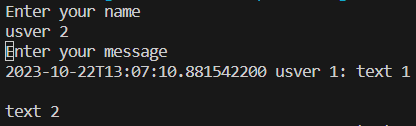 Enter your name
usver 2
Enter your message
2023-10-22T13:07:10.881542200 usver 1: text 1
text 2